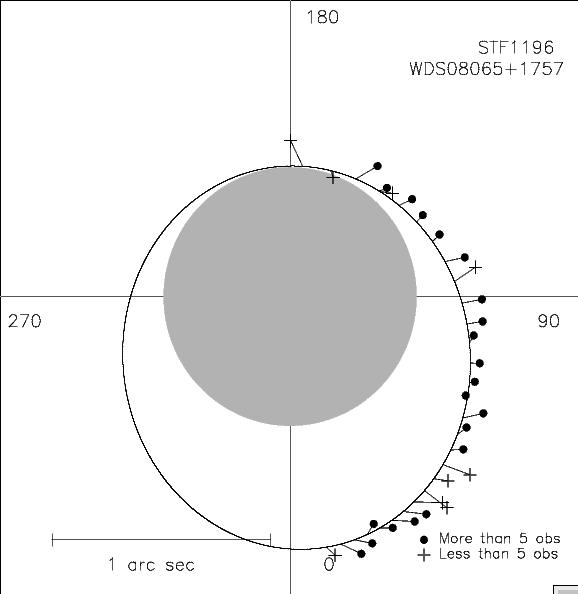 180
STF1196
WDS08065+1757
270
90
More than 5 obs
Less than 5 obs
1 arc sec
0